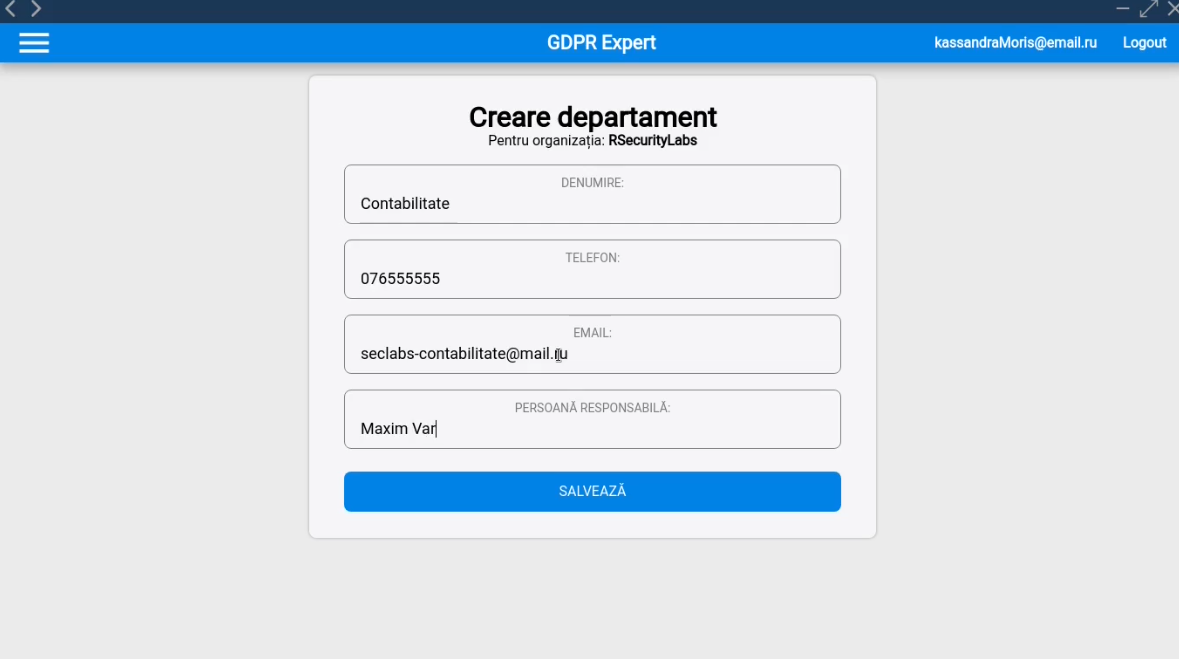 GDPR Expert
kassandraMoris@email.ru
Logout
Creare departament
Pentru organizația: RSecurityLabs
DENUMIRE:
Contabilitate
TELEFON:
076555555
EMAIL:
seclabs-contabilitate@mail.ru
PERSOANĂ RESPONSABILĂ:
Maxim Var
SALVEAZĂ